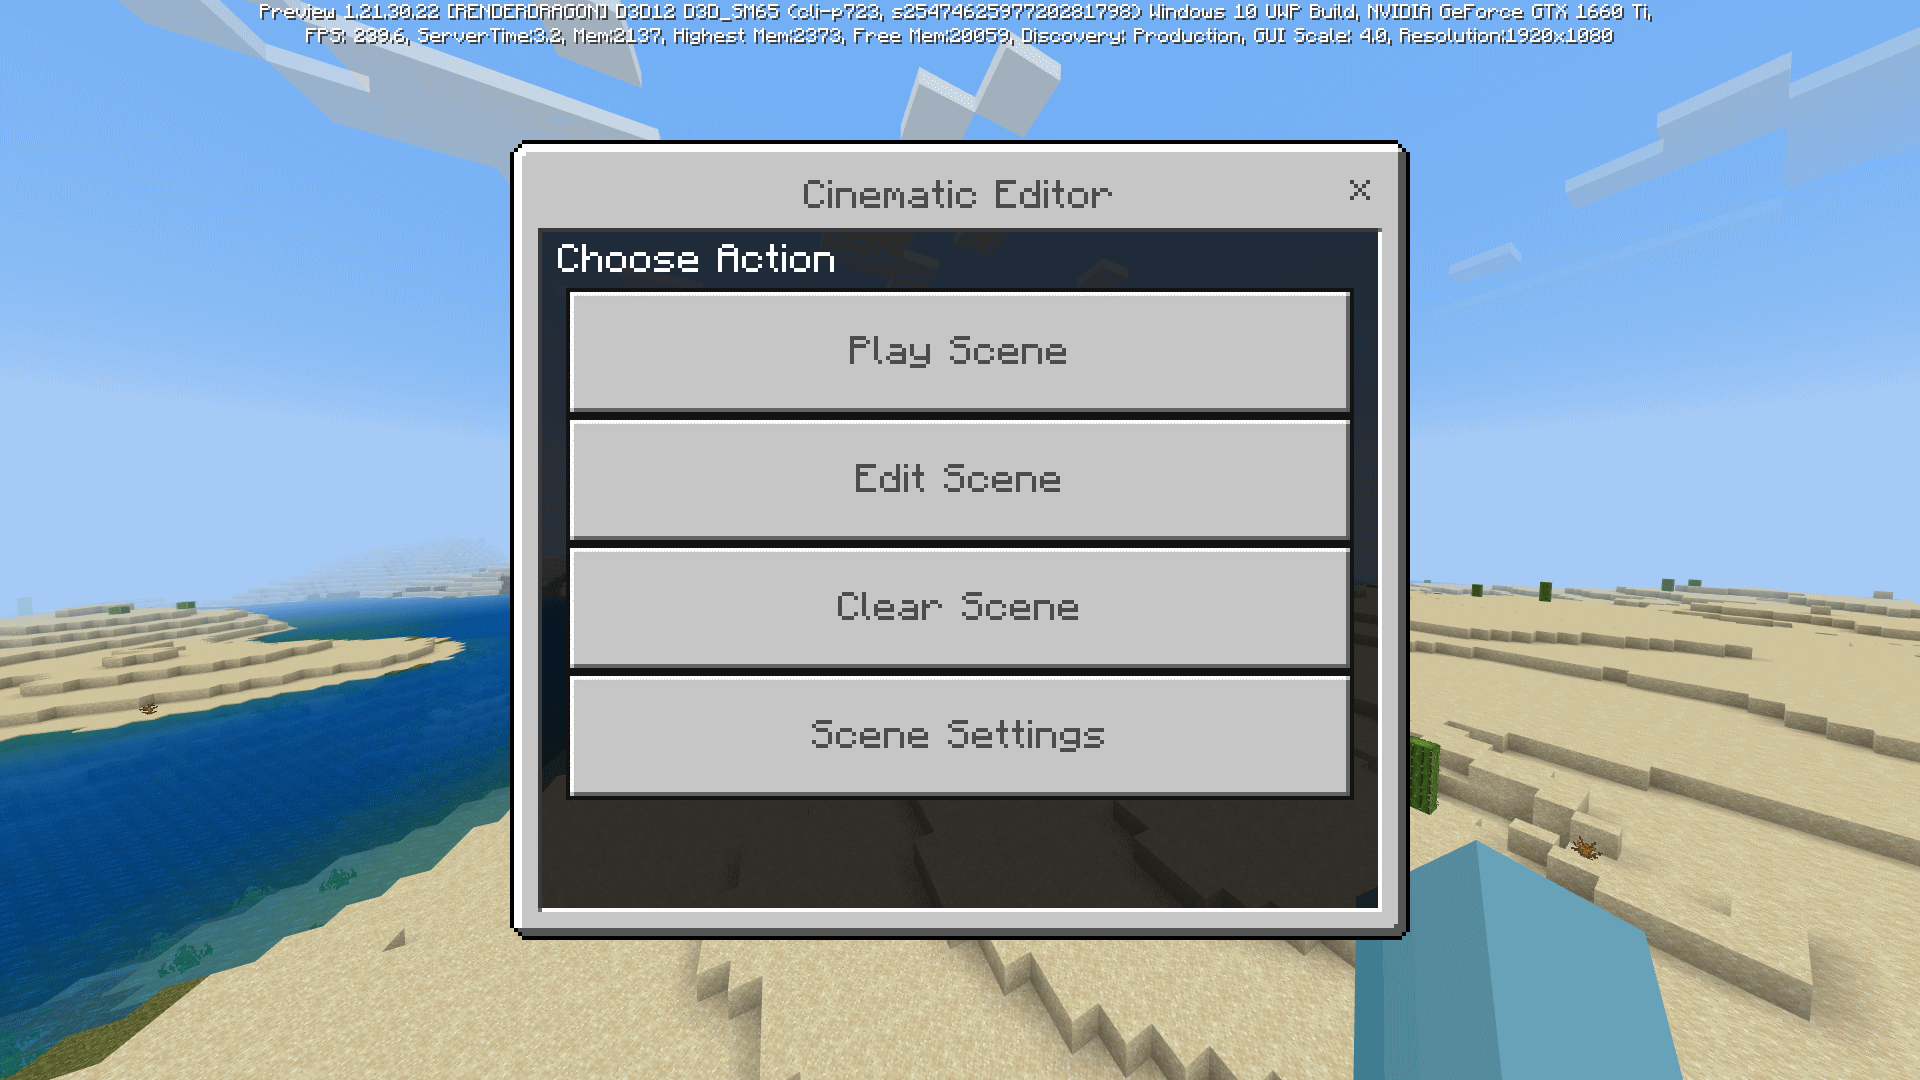 Preview 1.21.30.22 [RENDERDRAGON] D3D12 D3D_SM65 (cli-p723, s2547462597720281798) Windows 10 UWP Build, NVIDIA GeForce GTX 1660 Ti,
FPS: 239.6, ServerTime:3.2, Mem:2137, Highest Mem:2373, Free Mem:20059, Discovery: Production, GUI Scale: 4.0, Resolution:1920x1080
Cinematic Editor
Choose Action
Play Scene
Edit Scene
Clear Scene
Scene Settings